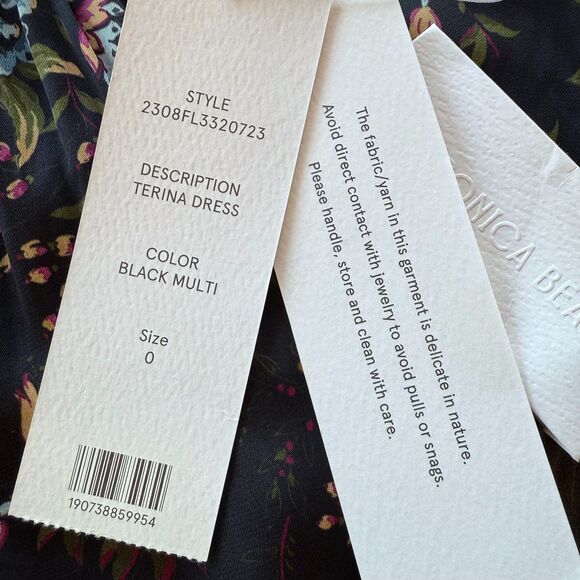 STYLE
2308FL3320723
DESCRIPTION
TERINA DRESS
COLOR
BLACK MULTI
Size
0
190738859954
The fabric/yarn in this garment is delicate in nature.
Avoid direct contact with jewelry to avoid pulls or snags.
Please handle, store and clean with care.
ONICA BEA